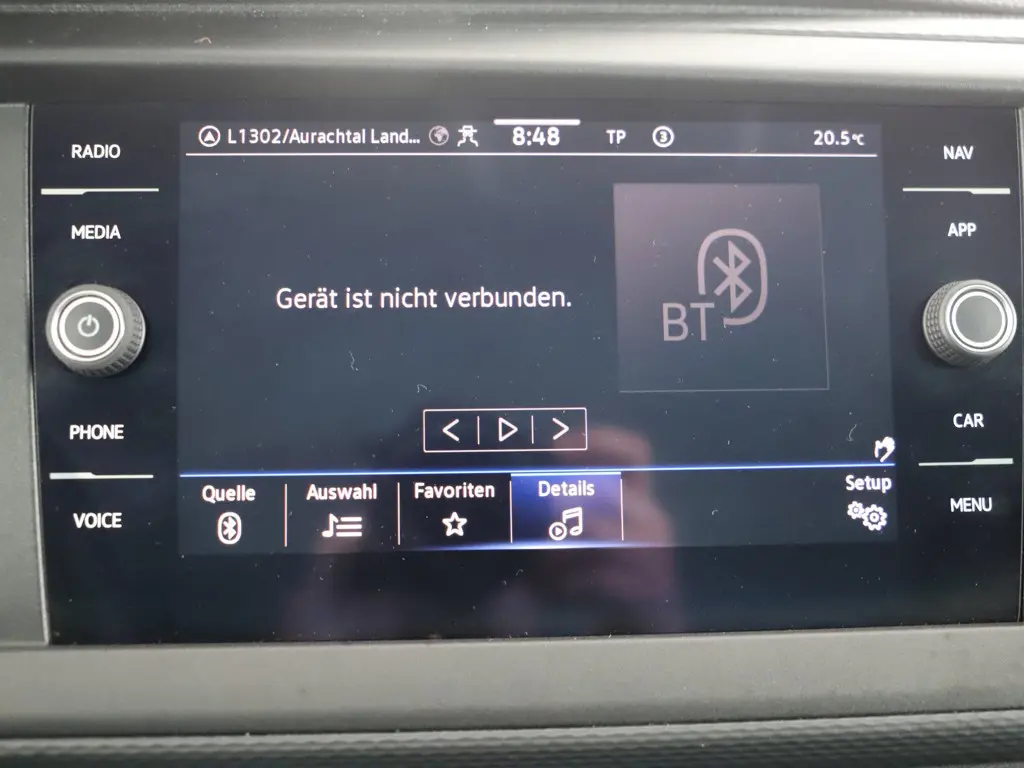 RADIO
MEDIA
PHONE
VOICE
L1302/Aurachtal Land... 8:48 TP 3 20.5°C
Gerät ist nicht verbunden.
BT
Quelle Auswahl Favoriten Details Setup
NAV
APP
CAR
MENU